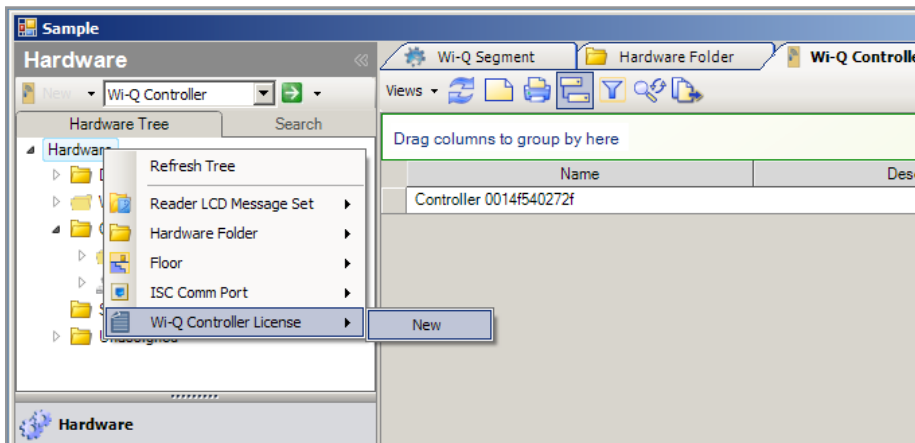 Sample
Hardware
Wi-Q Segment
Hardware Folder
Wi-Q Controlle
New
Wi-Q Controller
Views
Hardware Tree
Search
Drag columns to group by here
Hardware
Name
Des
Refresh Tree
Controller 0014f540272f
Reader LCD Message Set
Hardware Folder
Floor
ISC Comm Port
Wi-Q Controller License
New
Hardware